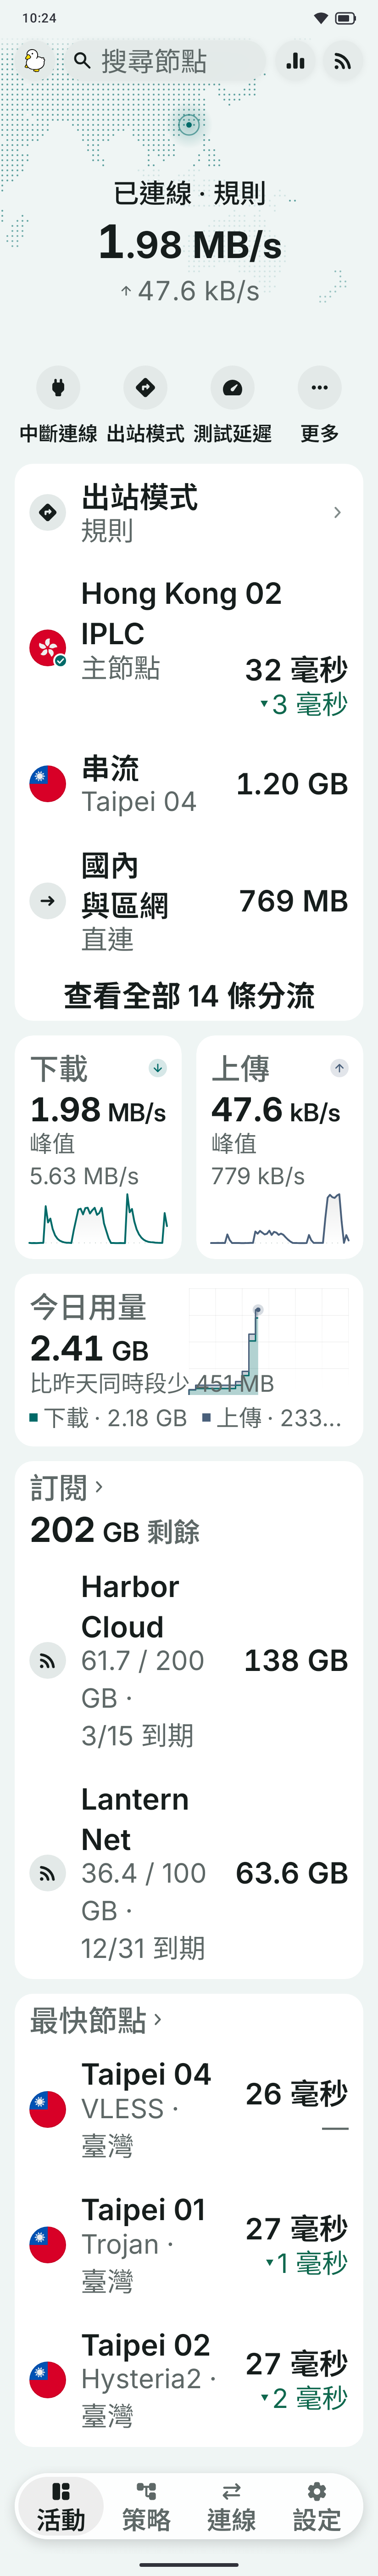 10:24
搜尋節點
已連線 · 規則
1.98 MB/s
↑ 47.6 kB/s
中斷連線 出站模式 測試延遲 更多
出站模式
規則
Hong Kong 02
IPLC
主節點
32 毫秒
▼3 毫秒
串流
Taipei 04
1.20 GB
國內
與區網
直連
769 MB
查看全部 14 條分流
下載
1.98 MB/s
峰值
5.63 MB/s
上傳
47.6 kB/s
峰值
779 kB/s
今日用量
2.41 GB
比昨天同時段少 451 MB
下載 · 2.18 GB 上傳 · 233...
訂閱
202 GB 剩餘
Harbor
Cloud
61.7 / 200
GB ·
3/15 到期
138 GB
Lantern
Net
36.4 / 100
GB ·
12/31 到期
63.6 GB
最快節點
Taipei 04
VLESS ·
臺灣
26 毫秒
—
Taipei 01
Trojan ·
臺灣
27 毫秒
▼1 毫秒
Taipei 02
Hysteria2 ·
臺灣
27 毫秒
▼2 毫秒
活動 策略 連線 設定